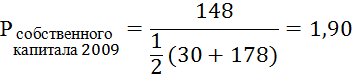 148
Р собственного = = 1,90
капитала 2009
1
2 (30 + 178)